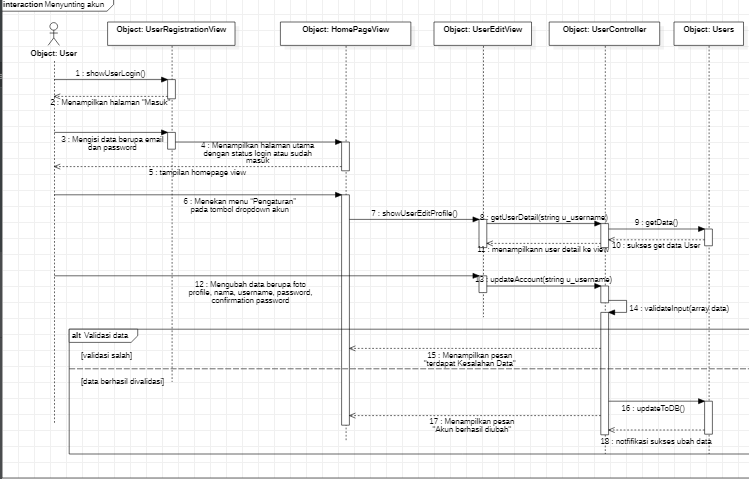 interaction Menyunting akun
Object: UserRegistrationView
Object: HomePageView
Object: UserEditView
Object: UserController
Object: Users
Object: User
1 : showUserLogin()
2 : Menampilkan halaman "Masuk"
3 : Mengisi data berupa email
dan password
4 : Menampilkan halaman utama
dengan status login atau sudah
masuk
5 : tampilan homepage view
6 : Menekan menu "Pengaturan"
pada tombol dropdown akun
7 : showUserEditProfile()
8 : getUserDetail(string u_username)
9 : getData()
10 : sukses get data User
11 : menampilkann user detail ke view
12 : Mengubah data berupa foto
profile, nama, username, password,
confirmation password
13 : updateAccount(string u_username)
14 : validateInput(array data)
alt Validasi data
[validasi salah]
15 : Menampilkan pesan
"terdapat Kesalahan Data"
[data berhasil divalidasi]
16 : updateToDB()
17 : Menampilkan pesan
"Akun berhasil diubah"
18 : notfifikasi sukses ubah data